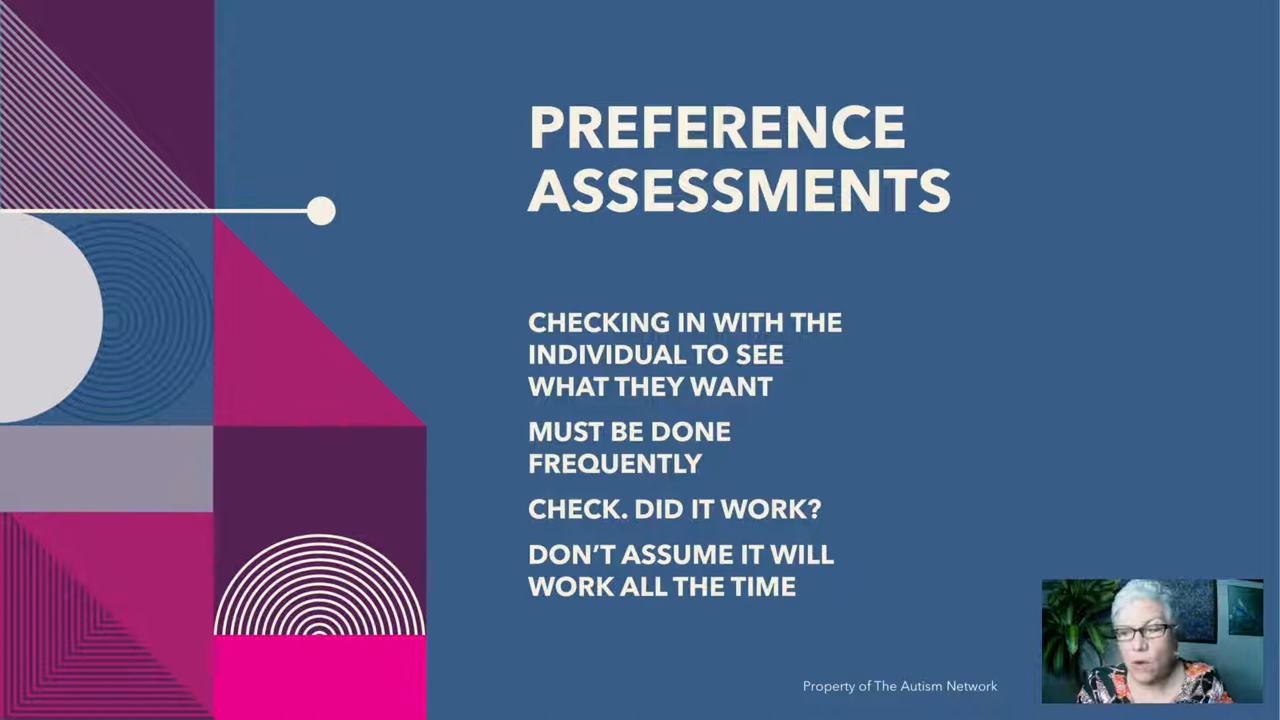 PREFERENCE
ASSESSMENTS
CHECKING IN WITH THE
INDIVIDUAL TO SEE
WHAT THEY WANT
MUST BE DONE
FREQUENTLY
CHECK. DID IT WORK?
DON’T ASSUME IT WILL
WORK ALL THE TIME
Property of The Autism Network